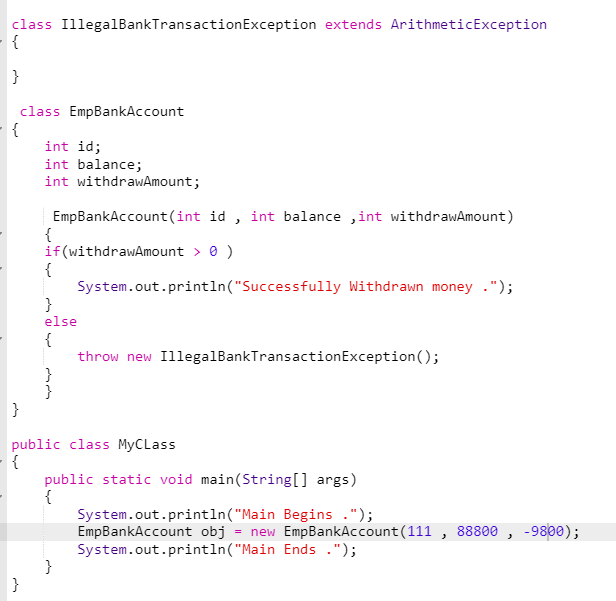 class IllegalBankTransactionException extends ArithmeticException
{
}
class EmpBankAccount
{
int id;
int balance;
int withdrawAmount;
EmpBankAccount(int id , int balance ,int withdrawAmount)
{
if(withdrawAmount > 0 )
{
System.out.println("Successfully Withdrawn money .");
}
else
{
throw new IllegalBankTransactionException();
}
}
}
public class MyCLass
{
public static void main(String[] args)
{
System.out.println("Main Begins .");
EmpBankAccount obj = new EmpBankAccount(111 , 88800 , -9800);
System.out.println("Main Ends .");
}
}